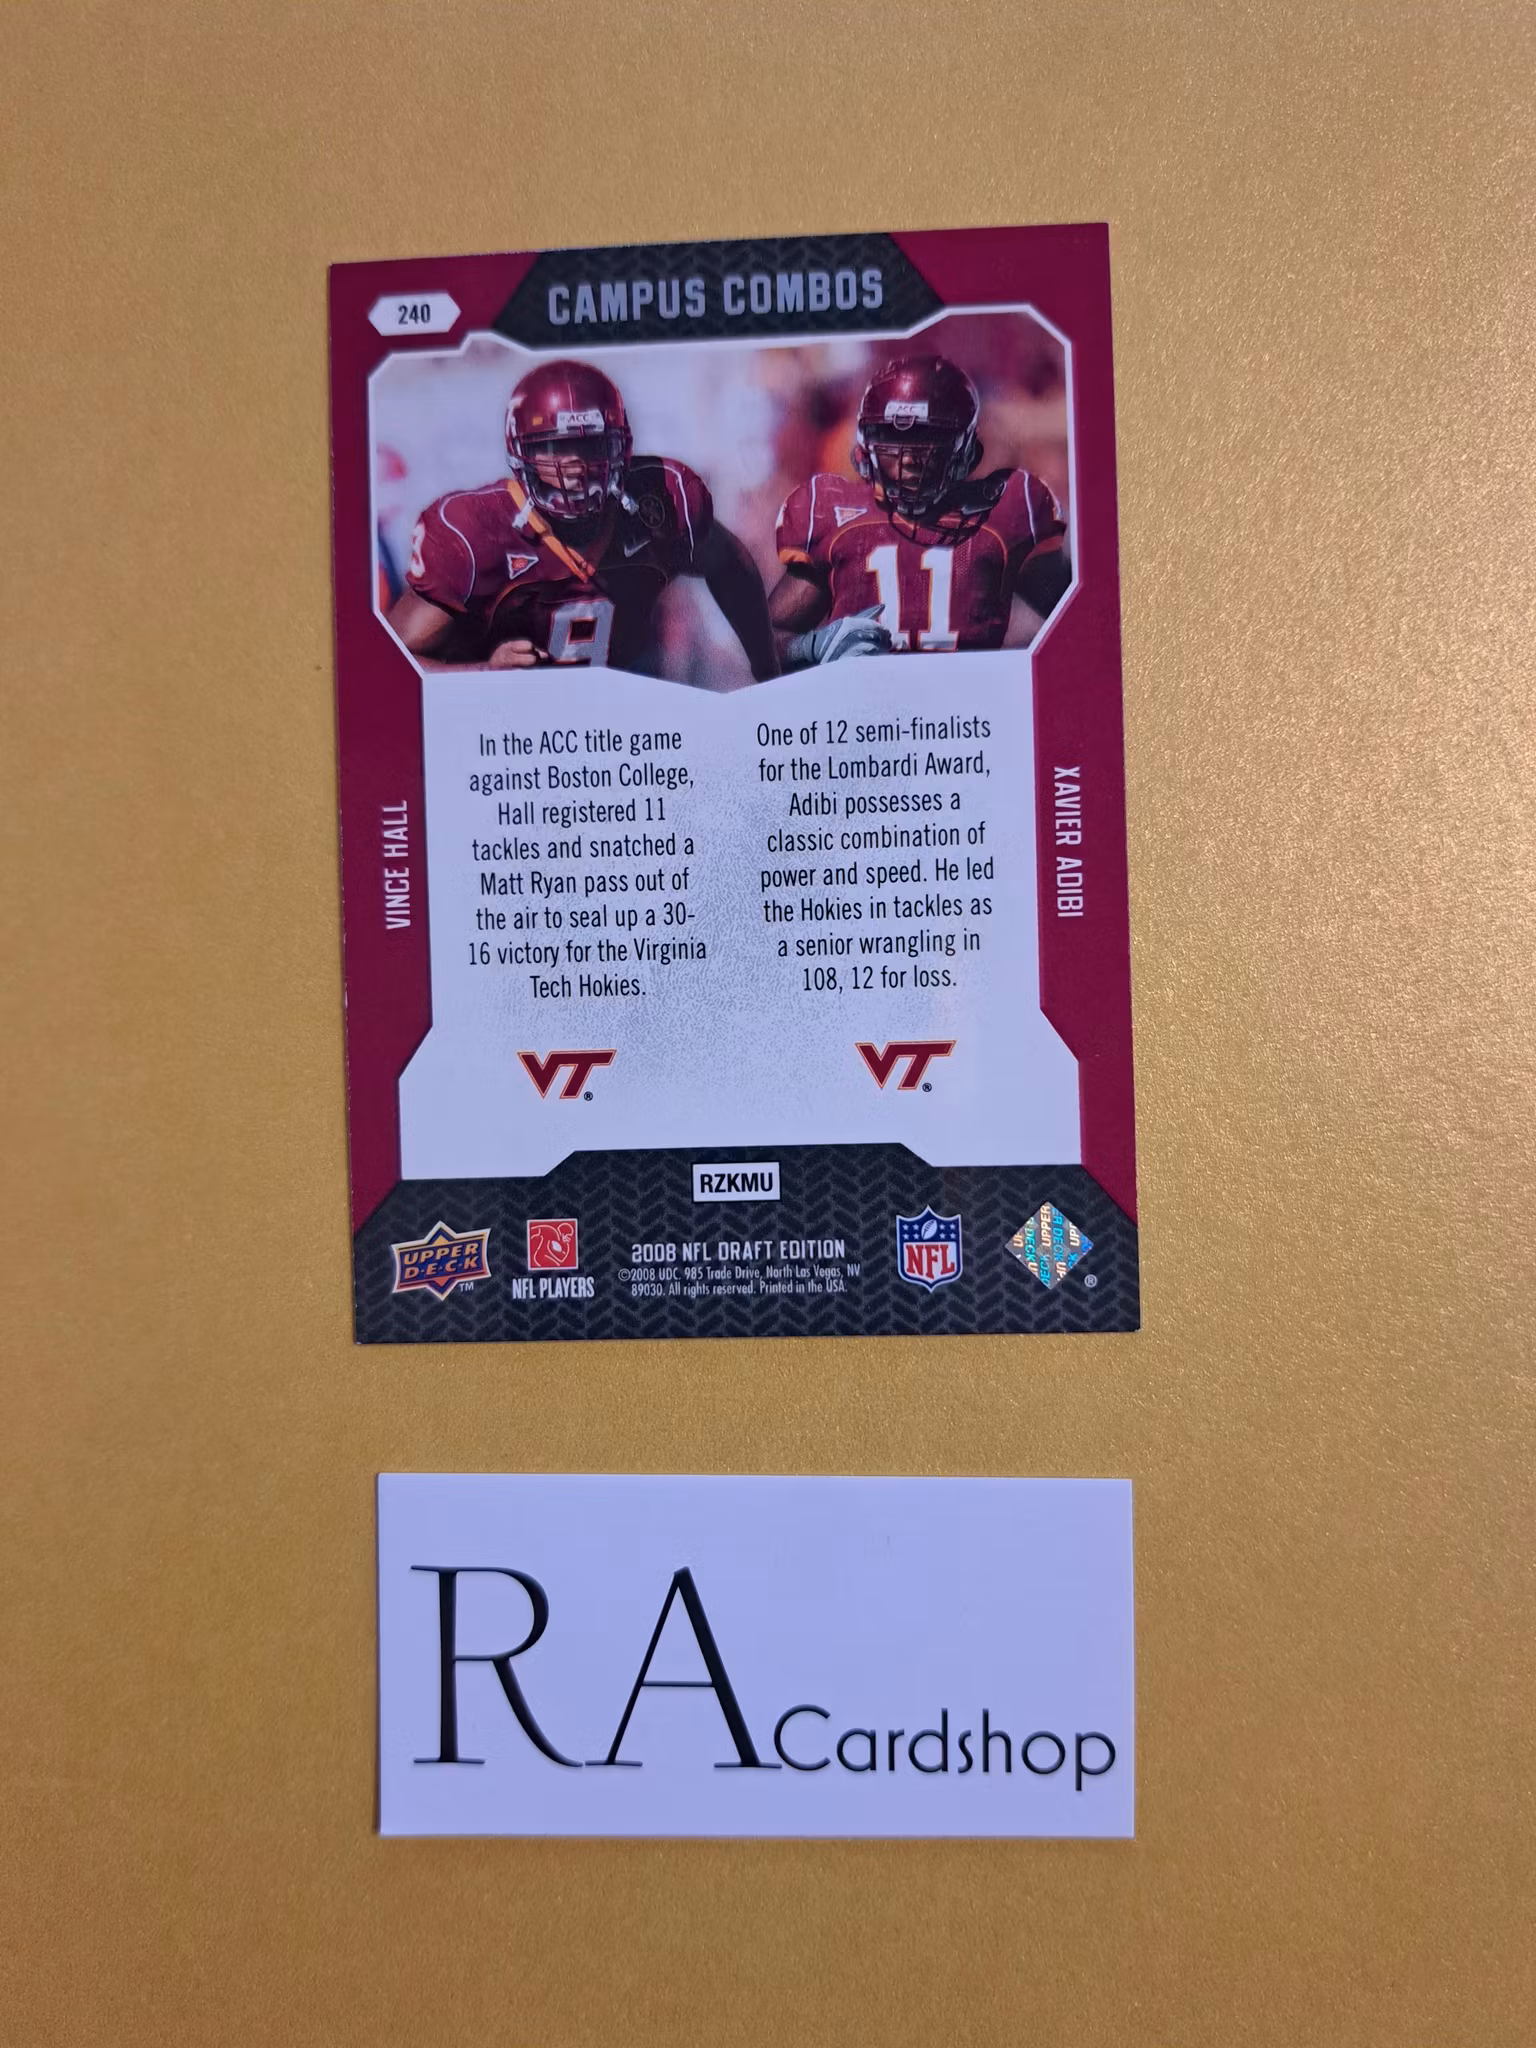 240
CAMPUS COMBOS
ACC
ACC
9
11
VINCE HALL
In the ACC title game
against Boston College,
Hall registered 11
tackles and snatched a
Matt Ryan pass out of
the air to seal up a 30-
16 victory for the Virginia
Tech Hokies.
One of 12 semi-finalists
for the Lombardi Award,
Adibi possesses a
classic combination of
power and speed. He led
the Hokies in tackles as
a senior wrangling in
108, 12 for loss.
XAVIER ADIBI
VT®
VT®
RZKMU
UPPER
D·E·C·K
TM
NFL PLAYERS
2008 NFL DRAFT EDITION
©2008 UDC. 985 Trade Drive, North Las Vegas, NV
89030. All rights reserved. Printed in the USA.
NFL
UPPER
DECK
®
RA Cardshop